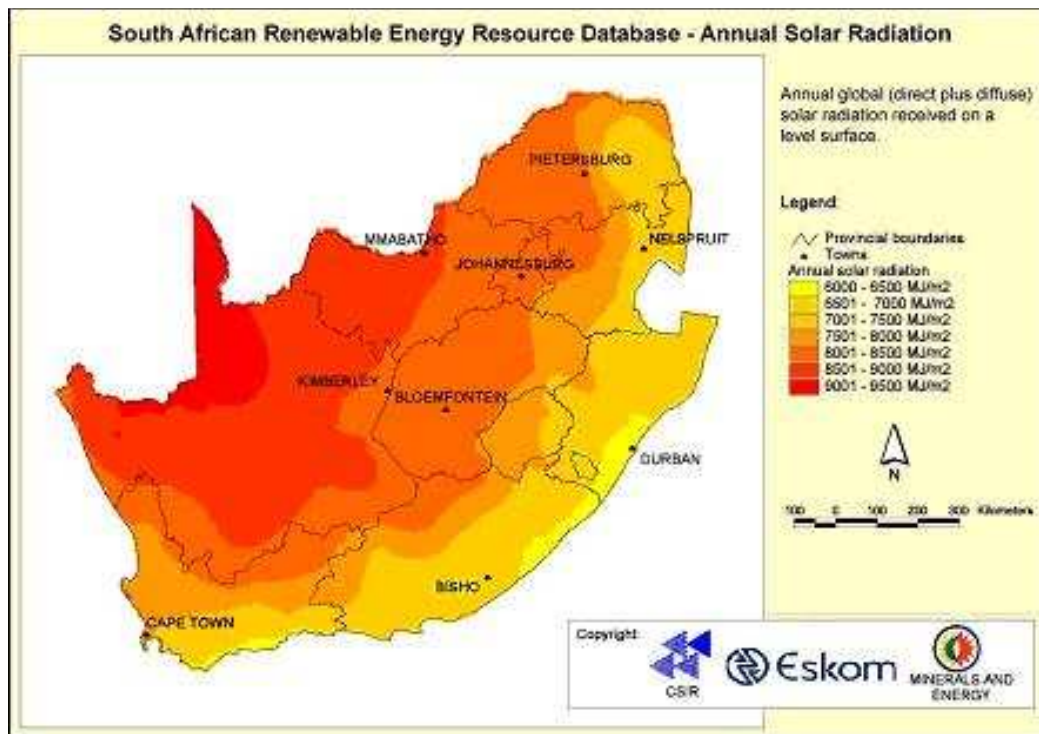 South African Renewable Energy Resource Database - Annual Solar Radiation
Annual global (direct plus diffuse)
solar radiation received on a
level surface.
PIETERSBURG
MMABATHO
NELSPRUIT
JOHANNESBURG
KIMBERLEY
BLOEMFONTEIN
DURBAN
BISHO
CAPE TOWN
Legend:
Provincial boundaries
Towns
Annual solar radiation
6000 - 6500 MJ/m2
6501 - 7000 MJ/m2
7001 - 7500 MJ/m2
7501 - 8000 MJ/m2
8001 - 8500 MJ/m2
8501 - 9000 MJ/m2
9001 - 9500 MJ/m2
N
100 0 100 200 300 Kilometers
Copyright:
CSIR
Eskom
MINERALS AND
ENERGY